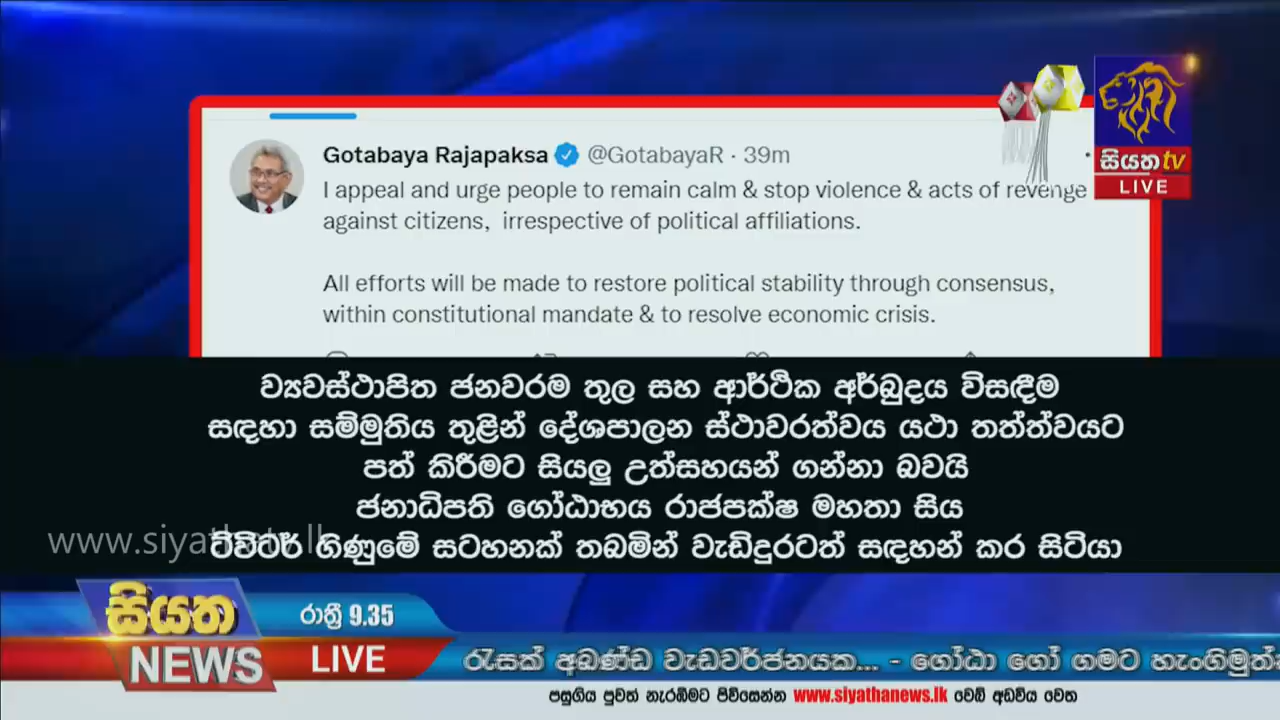 Gotabaya Rajapaksa @GotabayaR · 39m
I appeal and urge people to remain calm & stop violence & acts of revenge
against citizens, irrespective of political affiliations.
All efforts will be made to restore political stability through consensus,
within constitutional mandate & to resolve economic crisis.
සියත tv
LIVE
ව්‍යවස්ථාපිත ජනවරම තුල සහ ආර්ථික අර්බුදය විසඳීම
සඳහා සම්මුතිය තුළින් දේශපාලන ස්ථාවරත්වය යථා තත්ත්වයට
පත් කිරීමට සියලු උත්සහයන් ගන්නා බවයි
ජනාධිපති ගෝඨාභය රාජපක්ෂ මහතා සිය
ට්විටර් ගිණුමේ සටහනක් තබමින් වැඩිදුරටත් සඳහන් කර සිටියා
www.siyathatv.lk
සියත
NEWS
රාත්‍රී 9.35
LIVE
රැසක් අඛණ්ඩ වැඩවර්ජනයක... - ගෝඨා ගෝ ගමට හැංගිමුත්තන්
පසුගිය පුවත් නැරඹීමට පිවිසෙන්න www.siyathanews.lk වෙබ් අඩවිය වෙත